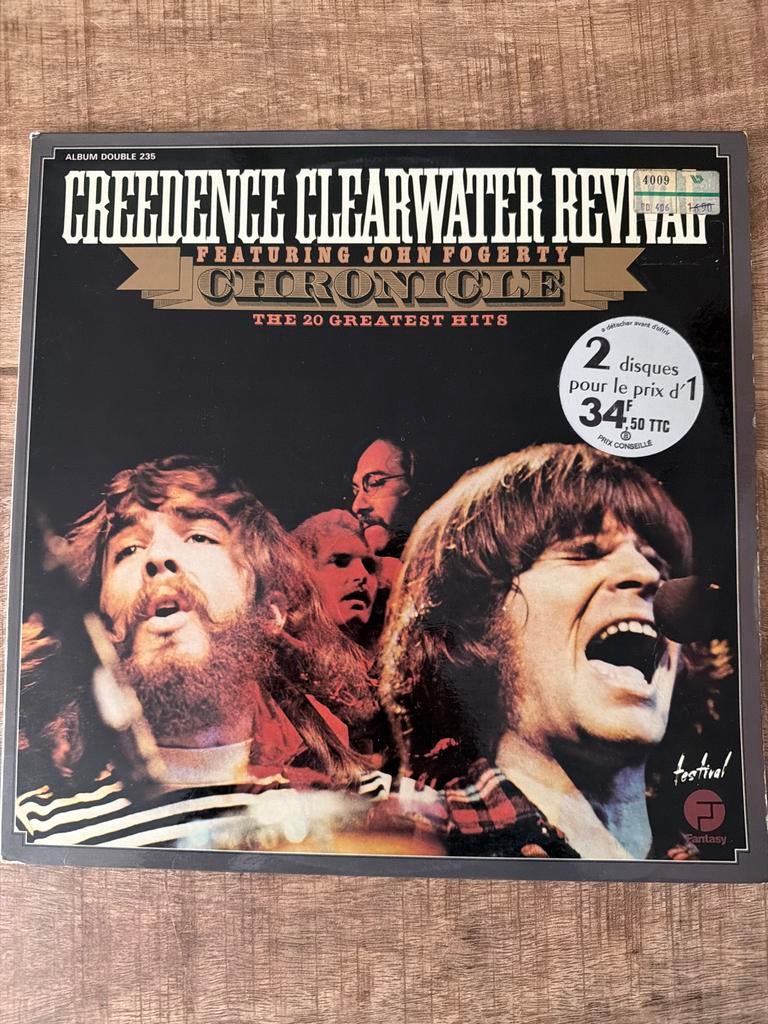 ALBUM DOUBLE 235
CREEDENCE CLEARWATER REVIVAL
4009
FEATURING JOHN FOGERTY
CHRONICLE
THE 20 GREATEST HITS
a détacher avant d'offrir
2 disques
pour le prix d'1
34F,50 TTC
PRIX CONSEILLE
festival
Fantasy